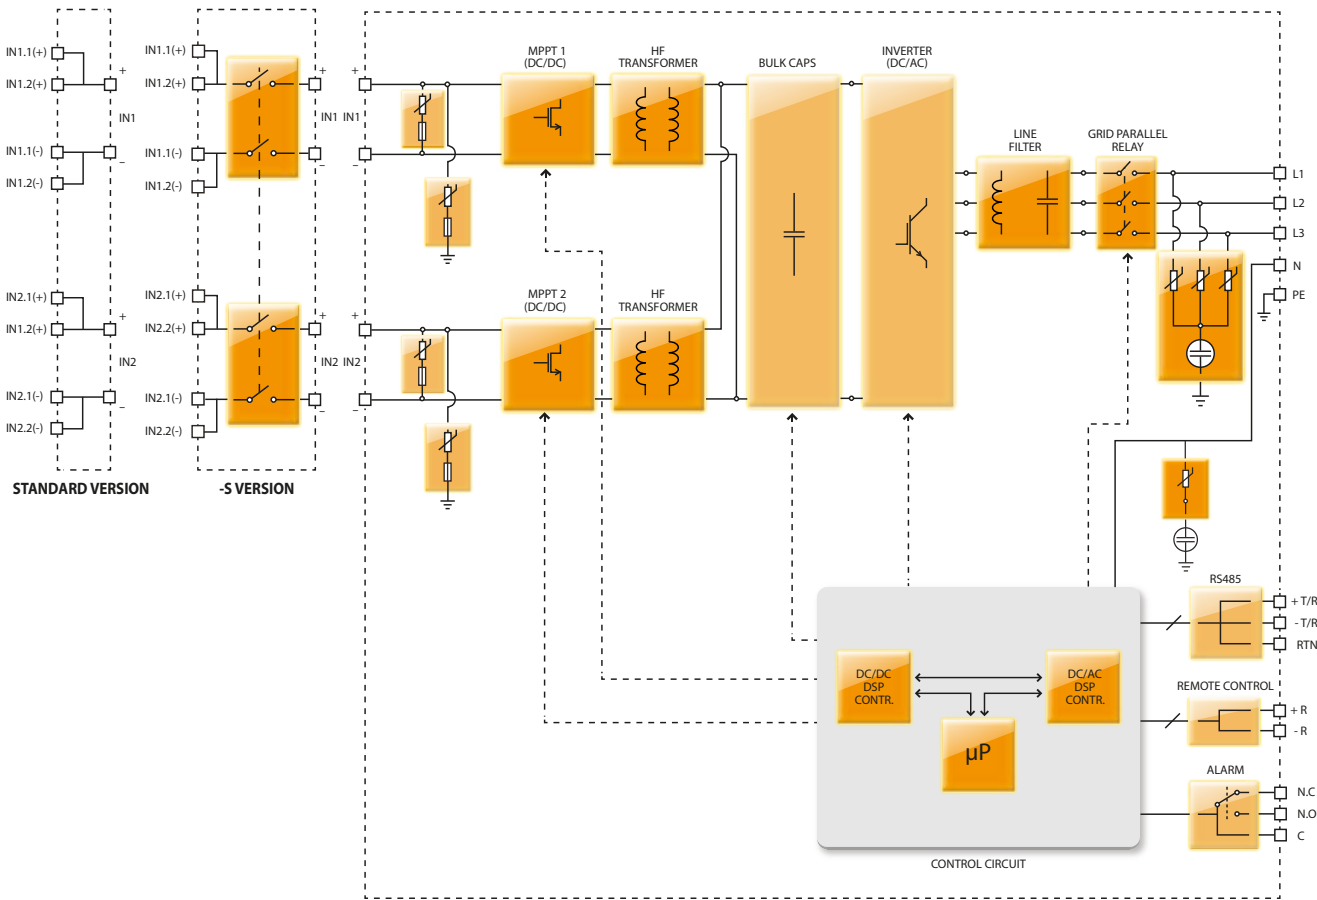 IN1.1(+)
IN1.2(+)
+
IN1
IN1.1(-)
IN1.2(-)
–
IN2.1(+)
IN1.2(+)
+
IN2
IN2.1(-)
IN2.2(-)
–
STANDARD VERSION
IN1.1(+)
IN1.2(+)
+
IN1
IN1.1(-)
IN1.2(-)
–
IN2.1(+)
IN2.2(+)
+
IN2
IN2.1(-)
IN2.2(-)
–
-S VERSION
+
IN1
–
+
IN2
–
MPPT 1
(DC/DC)
HF
TRANSFORMER
BULK CAPS
INVERTER
(DC/AC)
LINE
FILTER
GRID PARALLEL
RELAY
L1
L2
L3
N
PE
MPPT 2
(DC/DC)
HF
TRANSFORMER
RS485
+ T/R
- T/R
RTN
REMOTE CONTROL
+ R
- R
ALARM
N.C
N.O
C
DC/DC
DSP
CONTR.
DC/AC
DSP
CONTR.
µP
CONTROL CIRCUIT